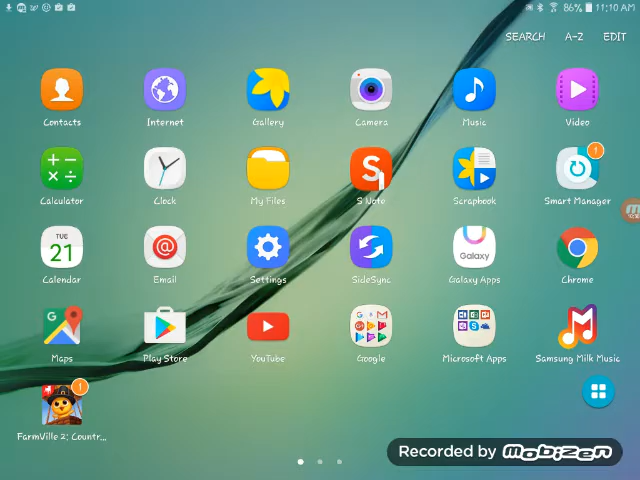 86% 11:10 AM
SEARCH A-Z EDIT
Contacts Internet Gallery Camera Music Video
Calculator Clock My Files S Note Scrapbook Smart Manager
TUE
21
Galaxy
Calendar Email Settings SideSync Galaxy Apps Chrome
Maps Play Store YouTube Google Microsoft Apps Samsung Milk Music
FarmVille 2: Countr...
Recorded by Mobizen